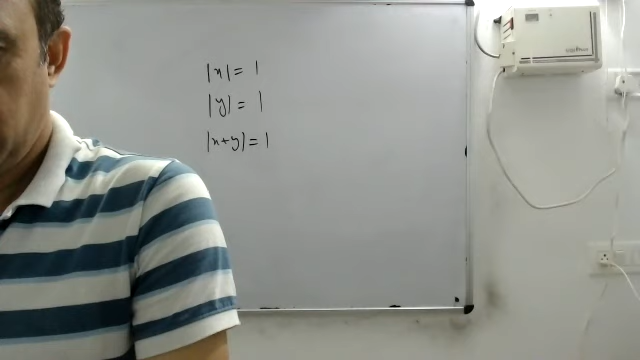 |x| = 1
|y| = 1
|x+y| = 1